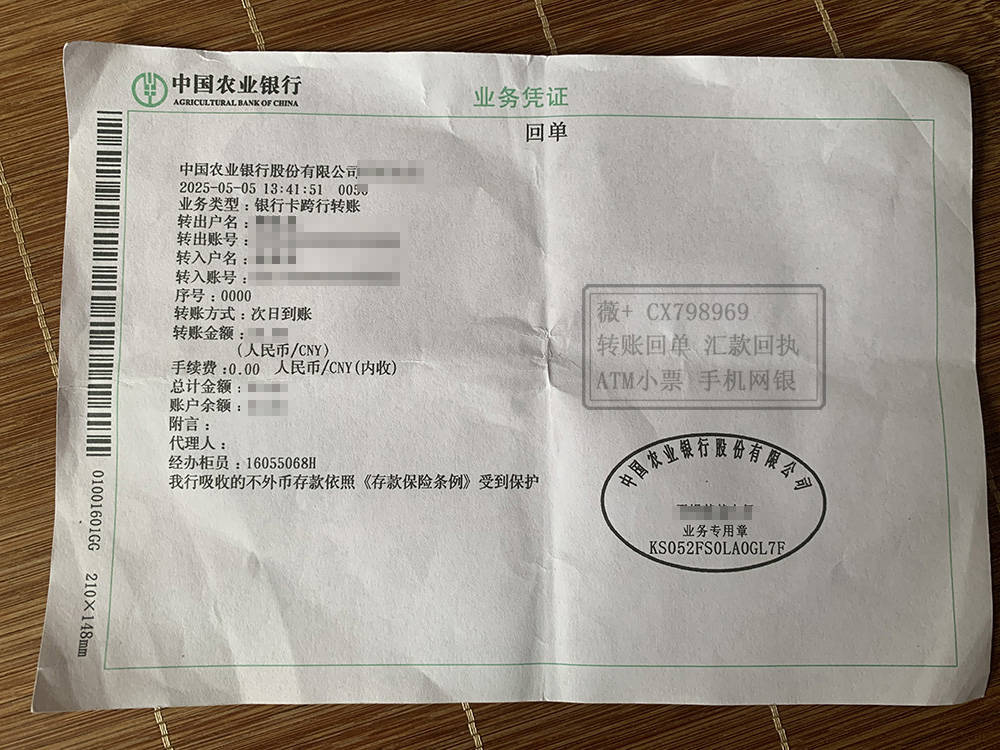 中国农业银行
AGRICULTURAL BANK OF CHINA
业务凭证
回单
中国农业银行股份有限公司
2025-05-05 13:41:51 0050
业务类型：银行卡跨行转账
转出户名：
转出账号：
转入户名：
转入账号：
序号：0000
转账方式：次日到账
转账金额：
(人民币/CNY)
手续费：0.00 人民币/CNY(内收)
总计金额：
账户余额：
附言：
代理人：
经办柜员：16055068H
我行吸收的不外币存款依照《存款保险条例》受到保护
薇+ CX798969
转账回单 汇款回执
ATM小票 手机网银
中国农业银行股份有限公司
业务专用章
KS052FS0LA0GL7F
01001601GG 210×148mm